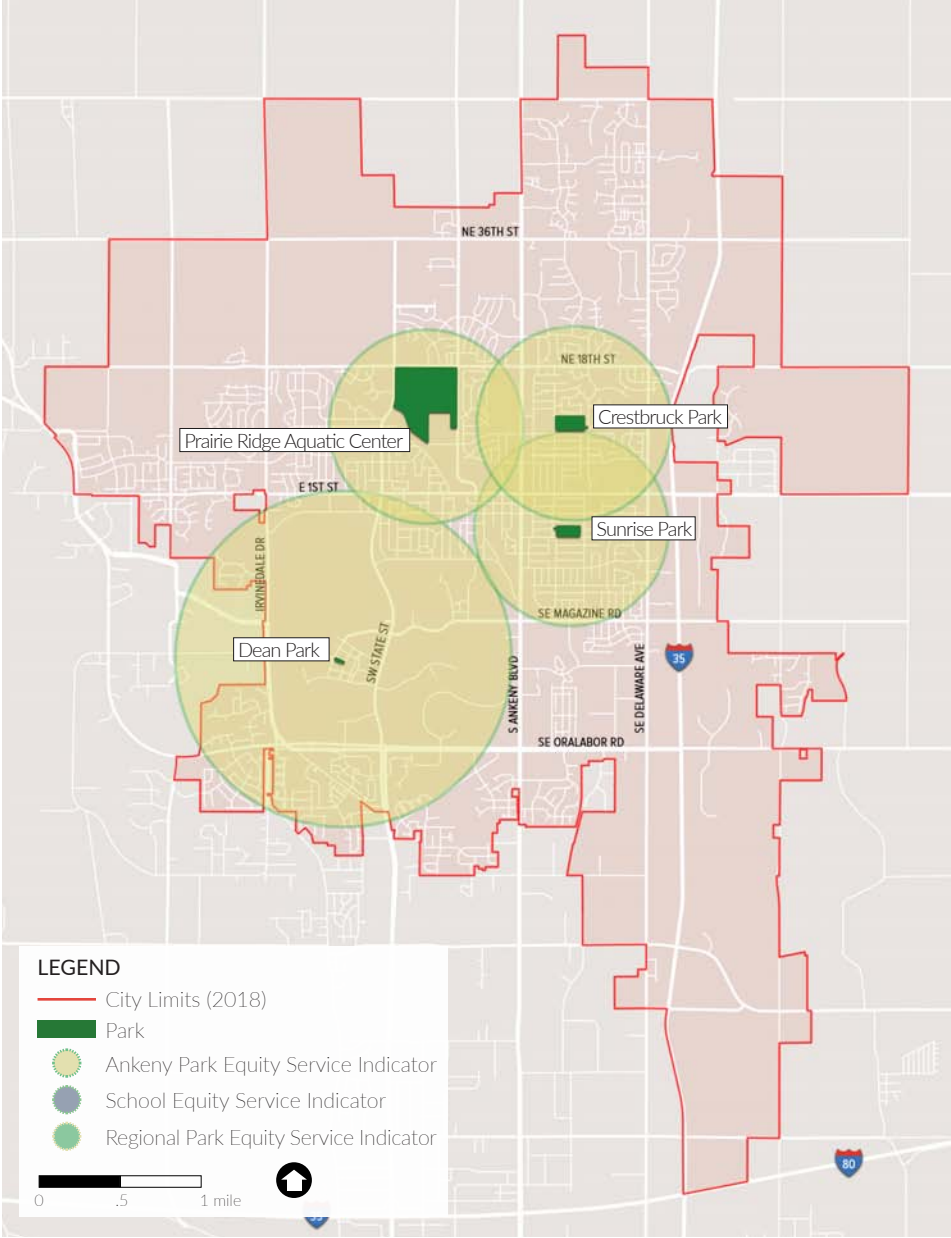 NE 36TH ST
NE 18TH ST
Crestbruck Park
Prairie Ridge Aquatic Center
E 1ST ST
Sunrise Park
IRVINEDALE DR
SE MAGAZINE RD
Dean Park
SW STATE ST
35
S ANKENY BLVD
SE DELAWARE AVE
SE ORALABOR RD
LEGEND
City Limits (2018)
Park
Ankeny Park Equity Service Indicator
School Equity Service Indicator
Regional Park Equity Service Indicator
0 .5 1 mile
80